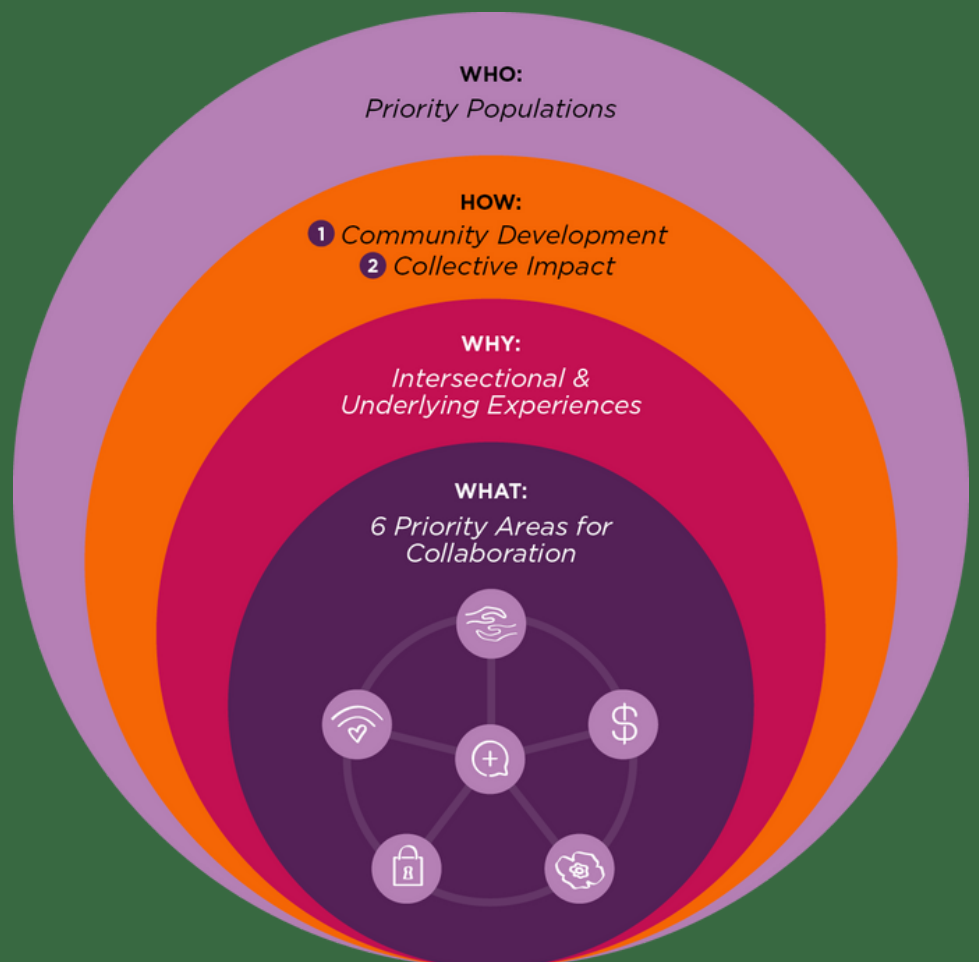 WHO:
Priority Populations
HOW:
1 Community Development
2 Collective Impact
WHY:
Intersectional &
Underlying Experiences
WHAT:
6 Priority Areas for
Collaboration
$